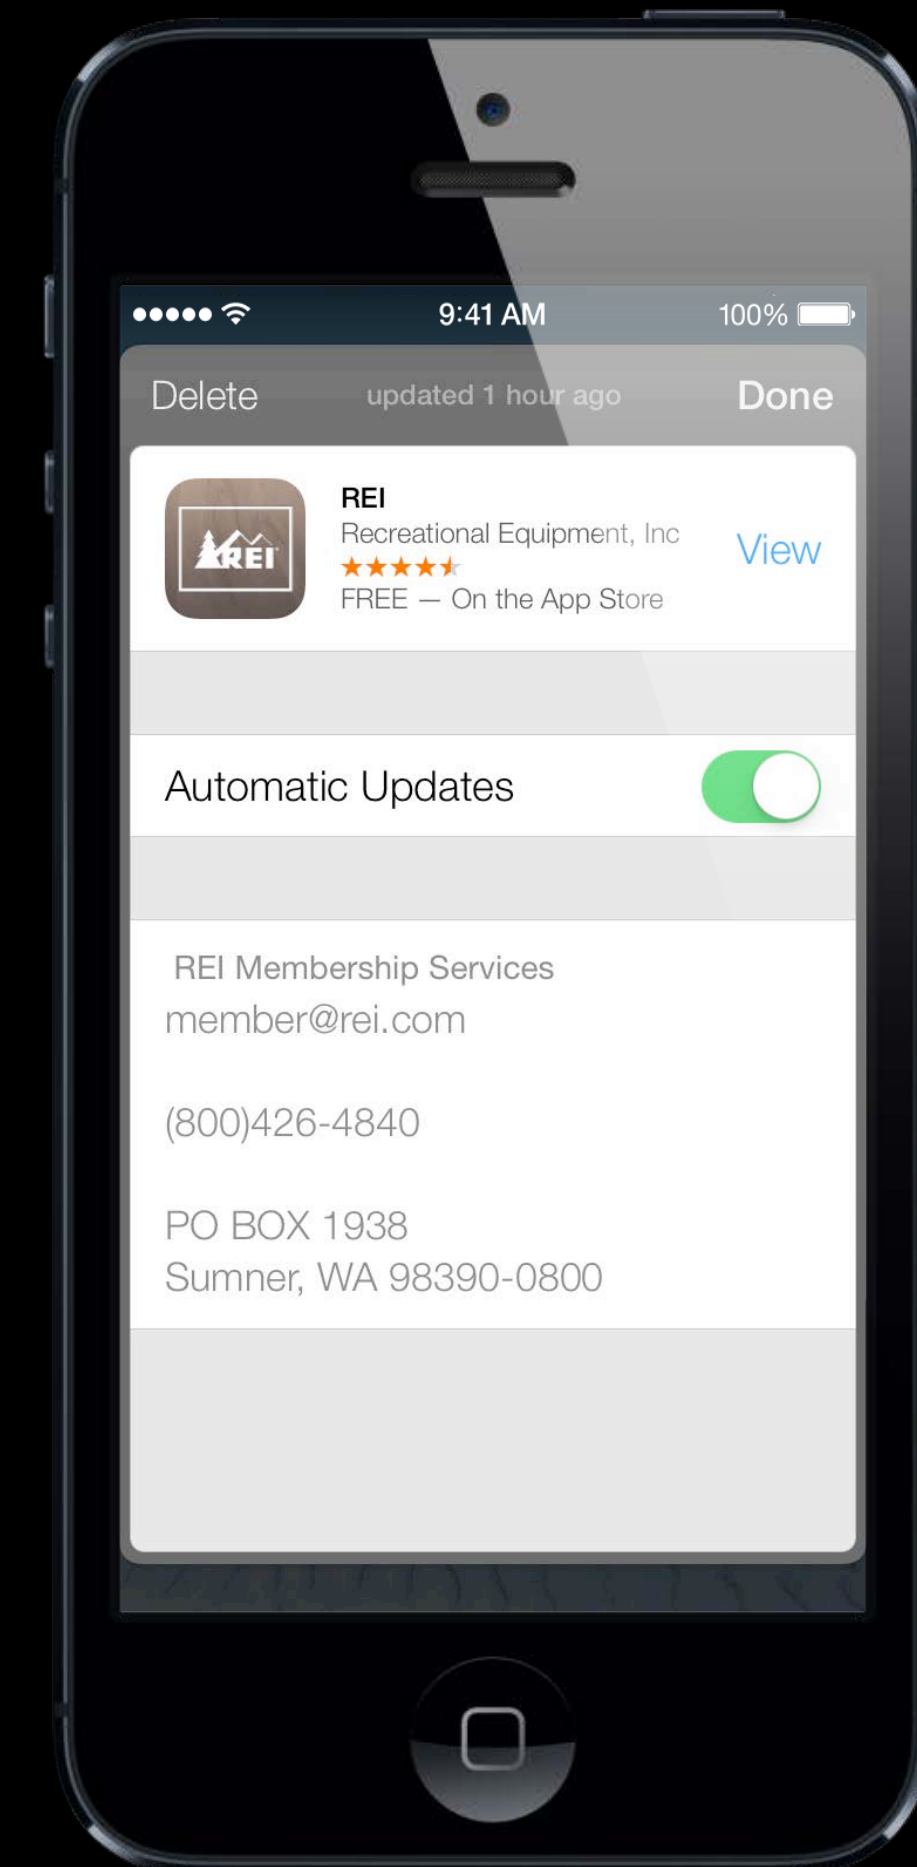 9:41 AM 100%
Delete updated 1 hour ago Done
REI
REI
Recreational Equipment, Inc
View
FREE — On the App Store
Automatic Updates
REI Membership Services
member@rei.com
(800)426-4840
PO BOX 1938
Sumner, WA 98390-0800